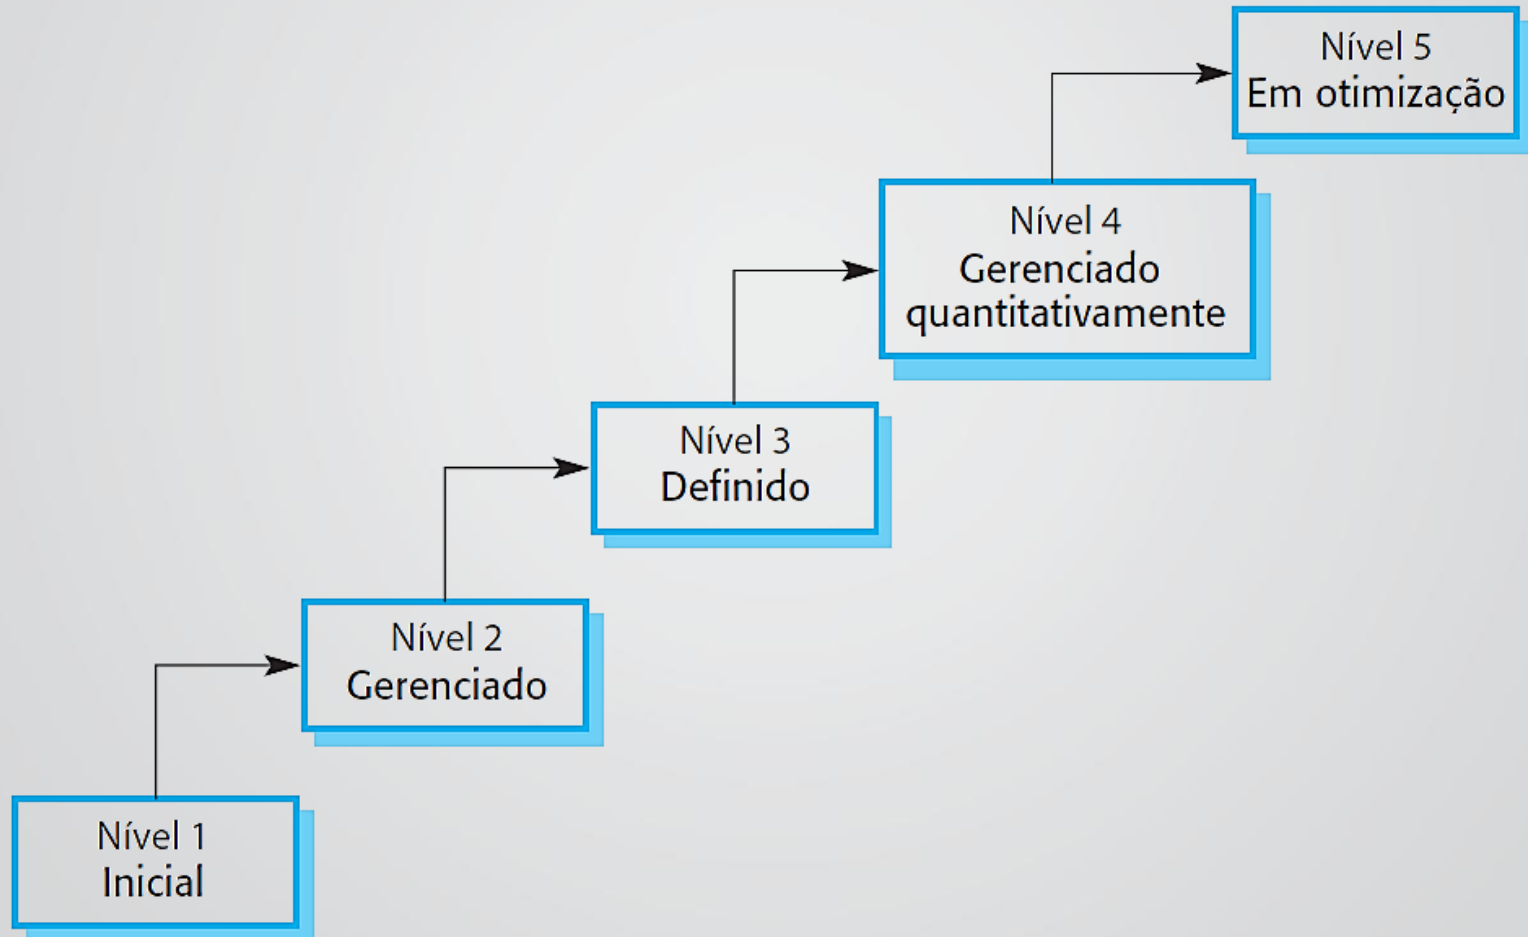 Nível 5
Em otimização
Nível 4
Gerenciado
quantitativamente
Nível 3
Definido
Nível 2
Gerenciado
Nível 1
Inicial